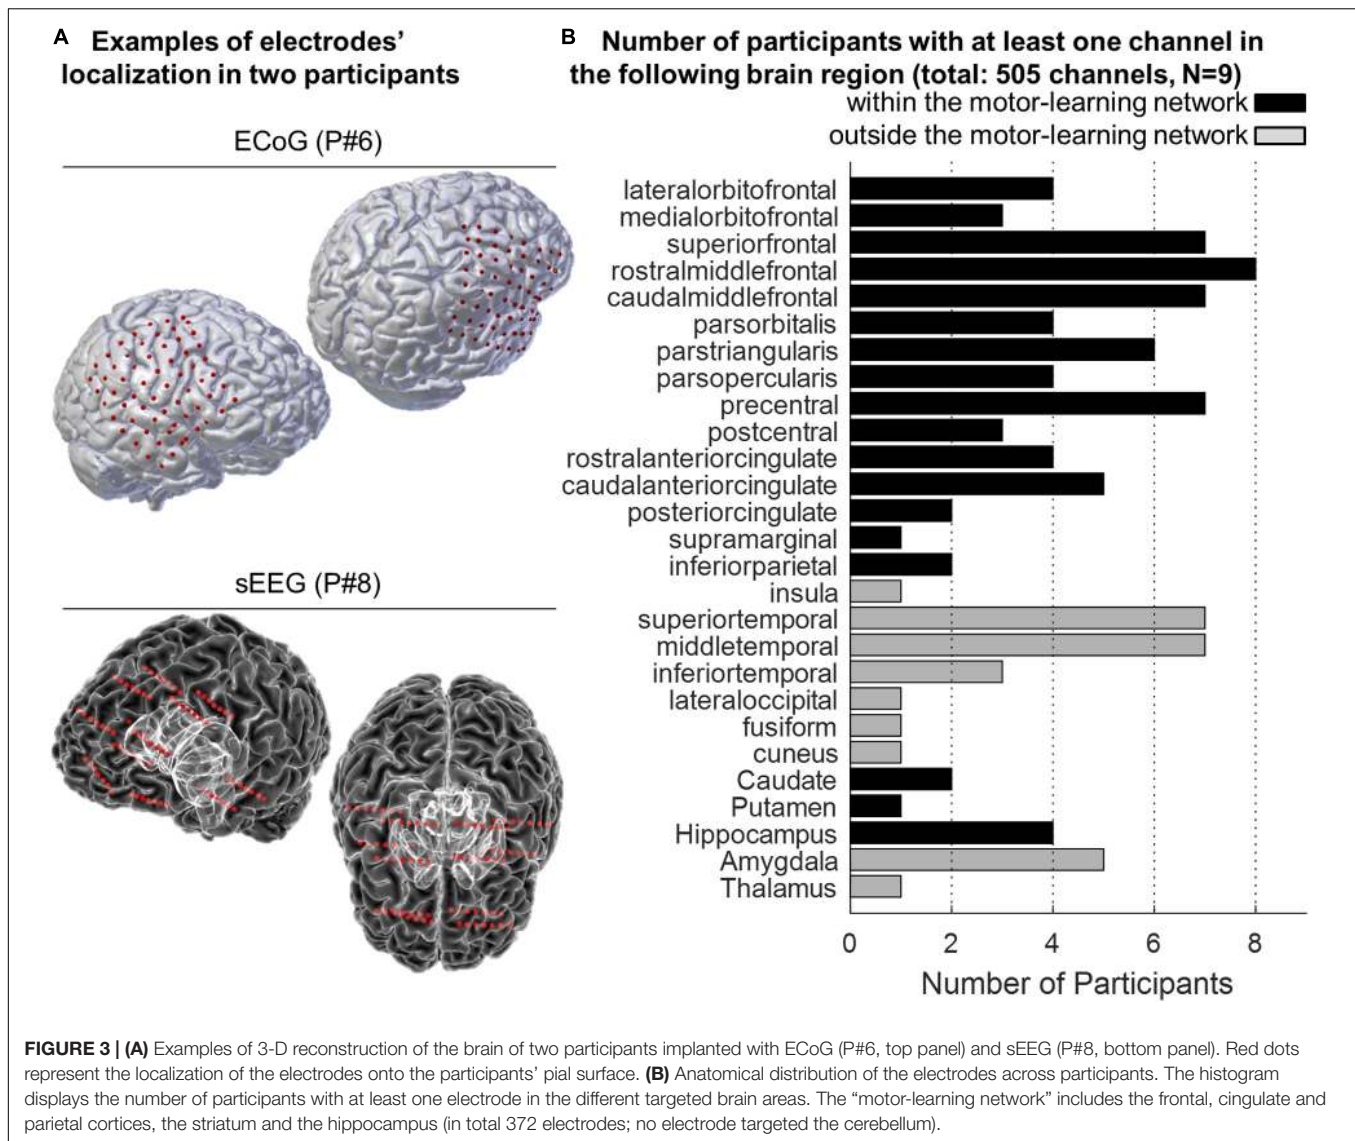 A Examples of electrodes'
localization in two participants
ECoG (P#6)
sEEG (P#8)
B Number of participants with at least one channel in
the following brain region (total: 505 channels, N=9)
within the motor-learning network
outside the motor-learning network
lateralorbitofrontal
medialorbitofrontal
superiorfrontal
rostralmiddlefrontal
caudalmiddlefrontal
parsorbitalis
parstriangularis
parsopercularis
precentral
postcentral
rostralanteriorcingulate
caudalanteriorcingulate
posteriorcingulate
supramarginal
inferiorparietal
insula
superiortemporal
middletemporal
inferiortemporal
lateraloccipital
fusiform
cuneus
Caudate
Putamen
Hippocampus
Amygdala
Thalamus
0 2 4 6 8
Number of Participants
FIGURE 3 | (A) Examples of 3-D reconstruction of the brain of two participants implanted with ECoG (P#6, top panel) and sEEG (P#8, bottom panel). Red dots
represent the localization of the electrodes onto the participants' pial surface. (B) Anatomical distribution of the electrodes across participants. The histogram
displays the number of participants with at least one electrode in the different targeted brain areas. The "motor-learning network" includes the frontal, cingulate and
parietal cortices, the striatum and the hippocampus (in total 372 electrodes; no electrode targeted the cerebellum).